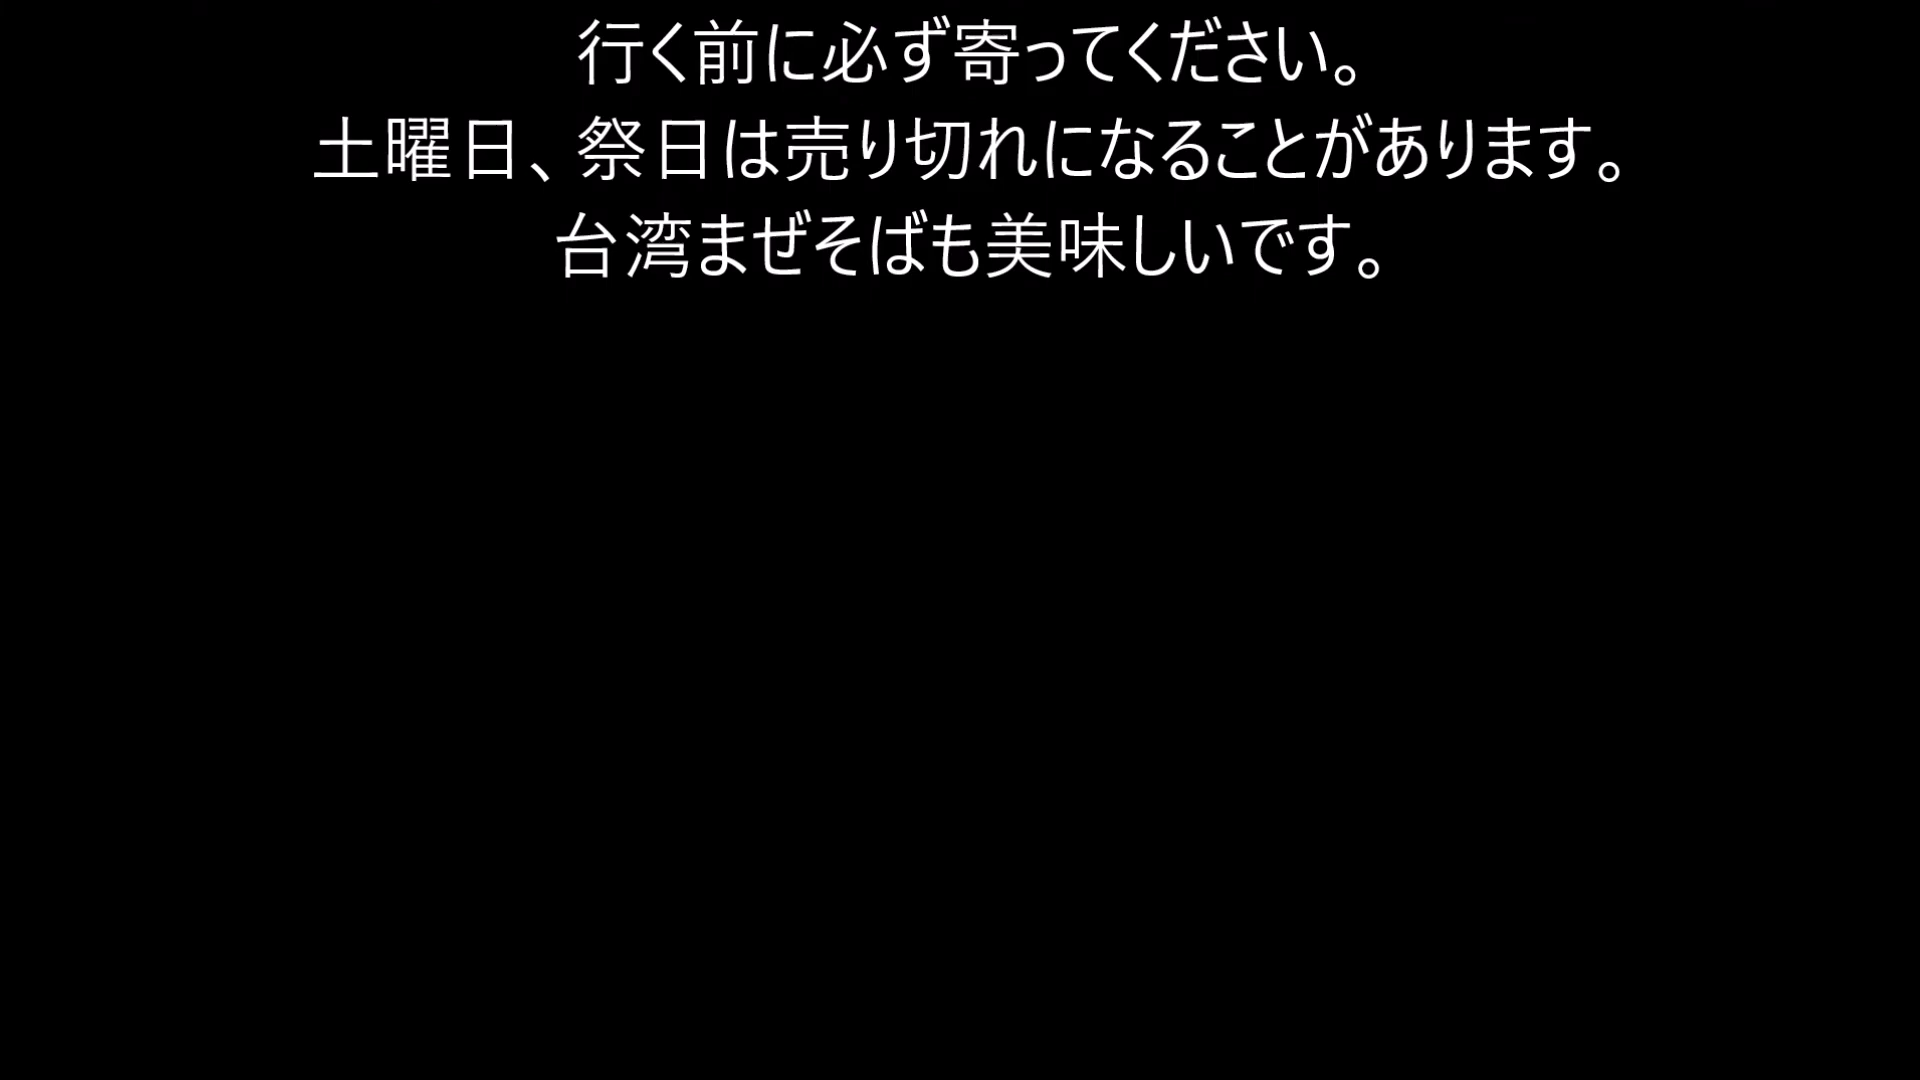 行く前に必ず寄ってください。
土曜日、祭日は売り切れになることがあります。
台湾まぜそばも美味しいです。